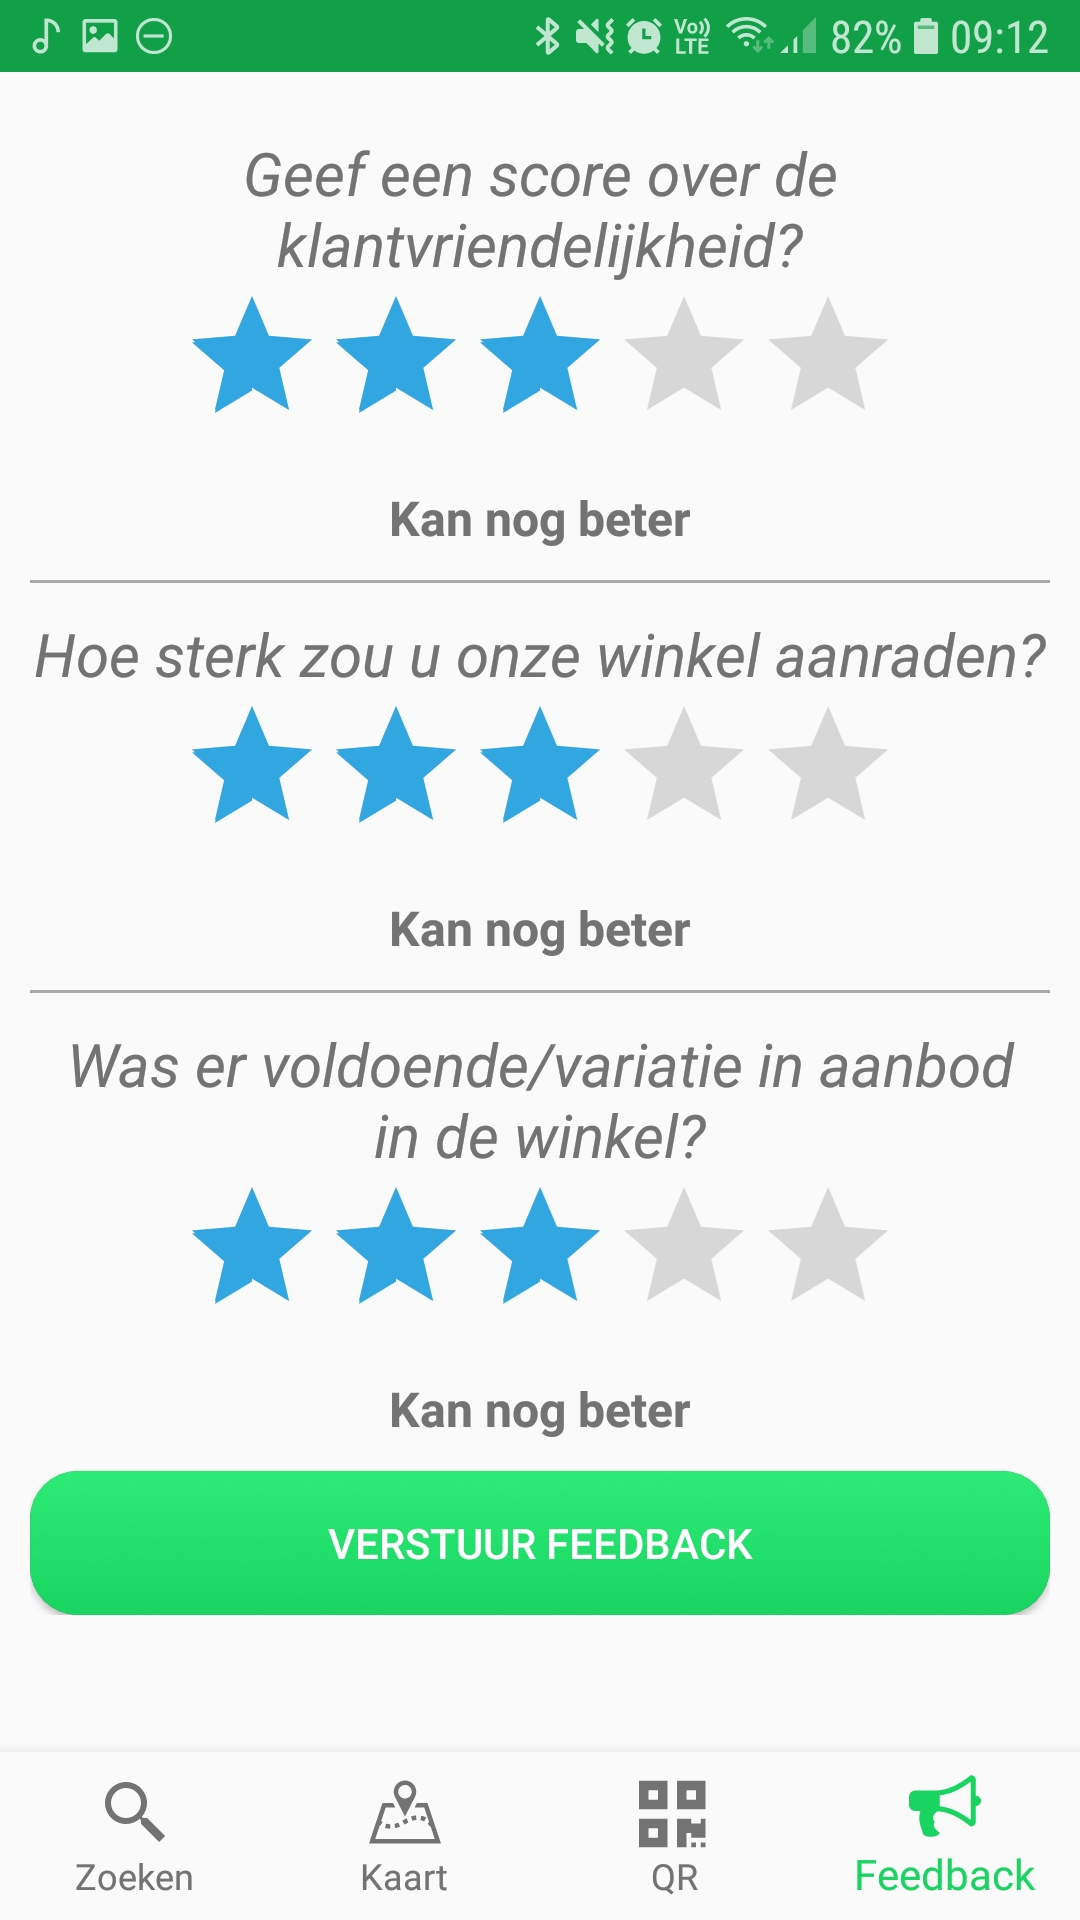 Vo)) LTE 82% 09:12
Geef een score over de
klantvriendelijkheid?
Kan nog beter
Hoe sterk zou u onze winkel aanraden?
Kan nog beter
Was er voldoende/variatie in aanbod
in de winkel?
Kan nog beter
VERSTUUR FEEDBACK
Zoeken Kaart QR Feedback